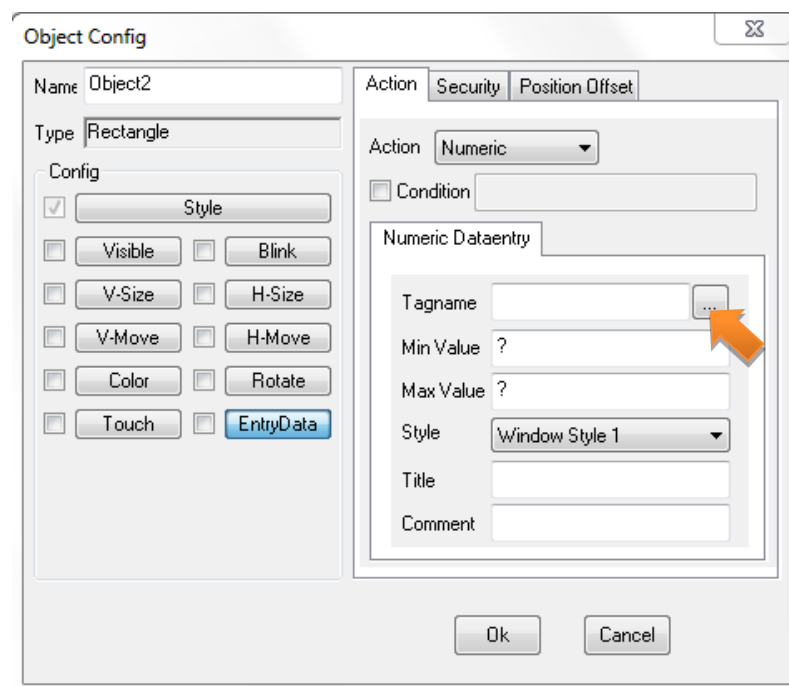 Object Config
Name Object2
Type Rectangle
Config
Style
Visible Blink
V-Size H-Size
V-Move H-Move
Color Rotate
Touch EntryData
Action Security Position Offset
Action Numeric
Condition
Numeric Dataentry
Tagname ...
Min Value ?
Max Value ?
Style Window Style 1
Title
Comment
Ok Cancel